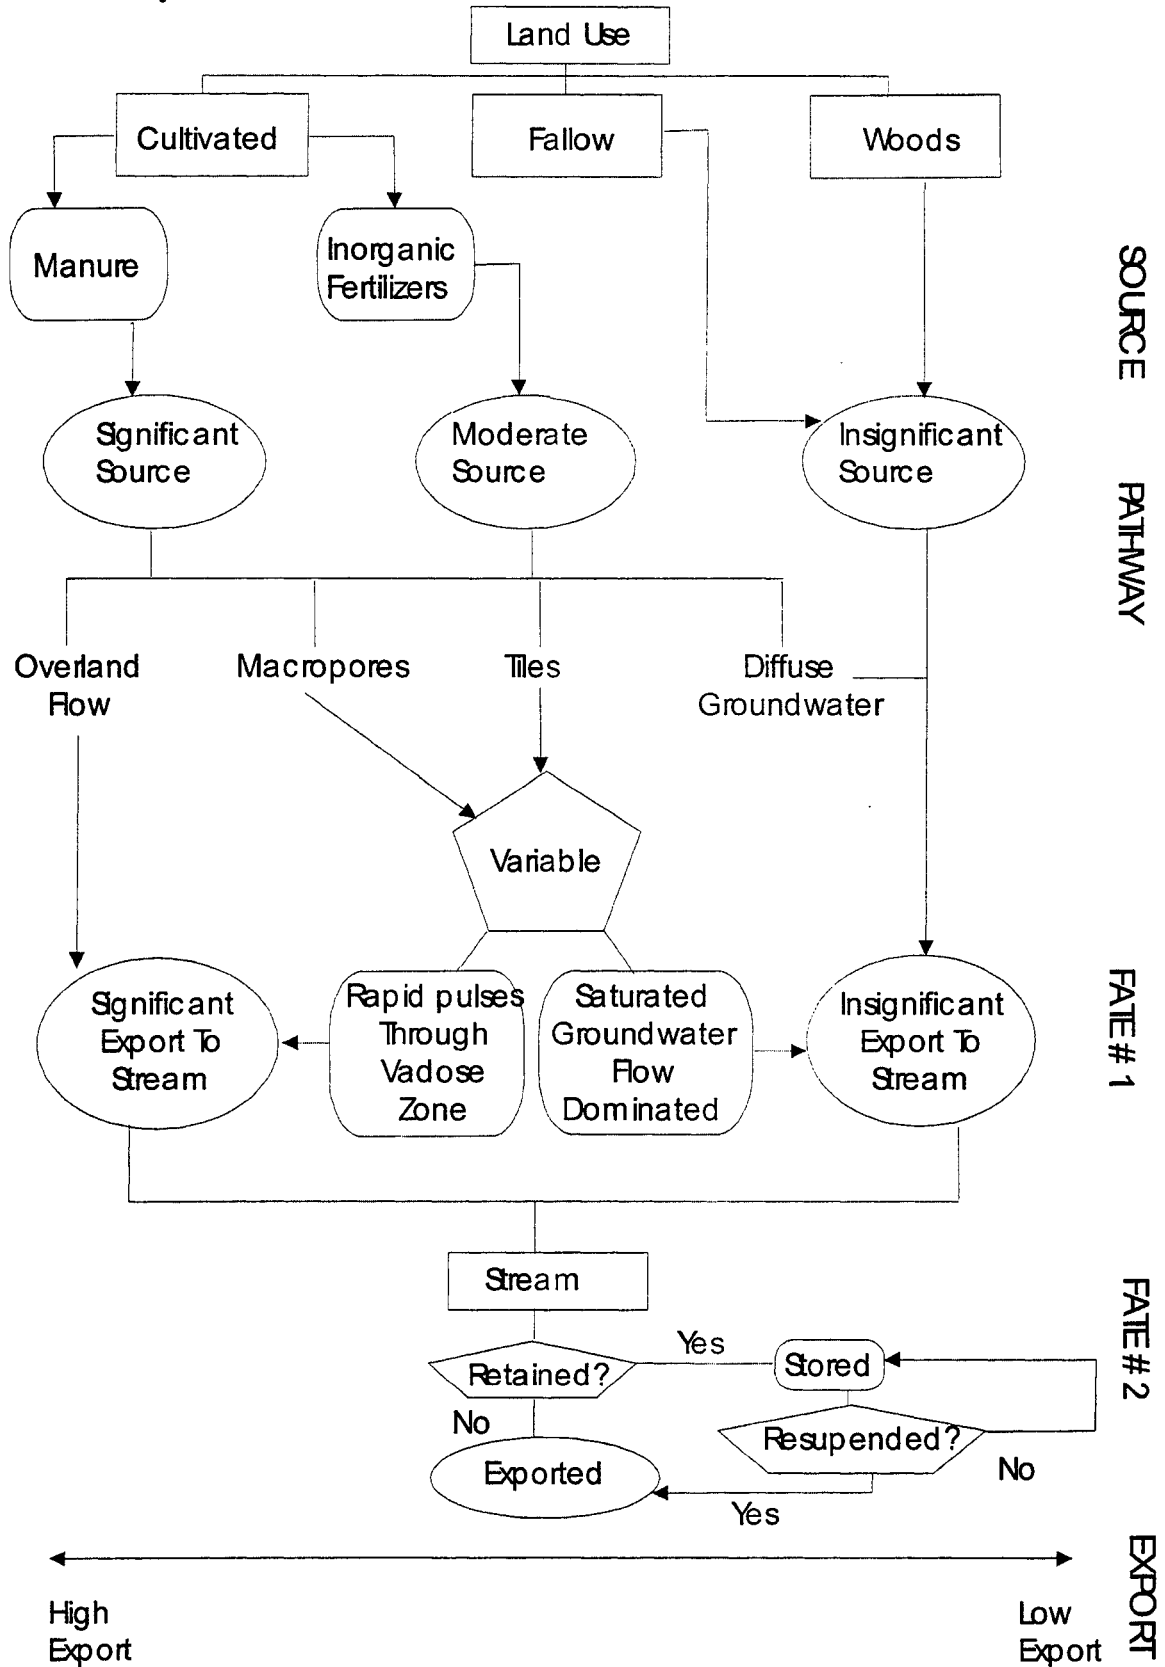 Land Use
Cultivated
Fallow
Woods
Manure
Inorganic
Fertilizers
SOURCE
Significant
Source
Moderate
Source
Insignificant
Source
PATHWAY
Overland
Flow
Macropores
Tiles
Diffuse
Groundwater
Variable
Significant
Export To
Stream
Rapid pulses
Through
Vadose
Zone
Saturated
Groundwater
Flow
Dominated
Insignificant
Export To
Stream
FATE # 1
Stream
Retained?
Yes
Stored
FATE # 2
No
Resupended?
No
Exported
Yes
EXPORT
High
Export
Low
Export